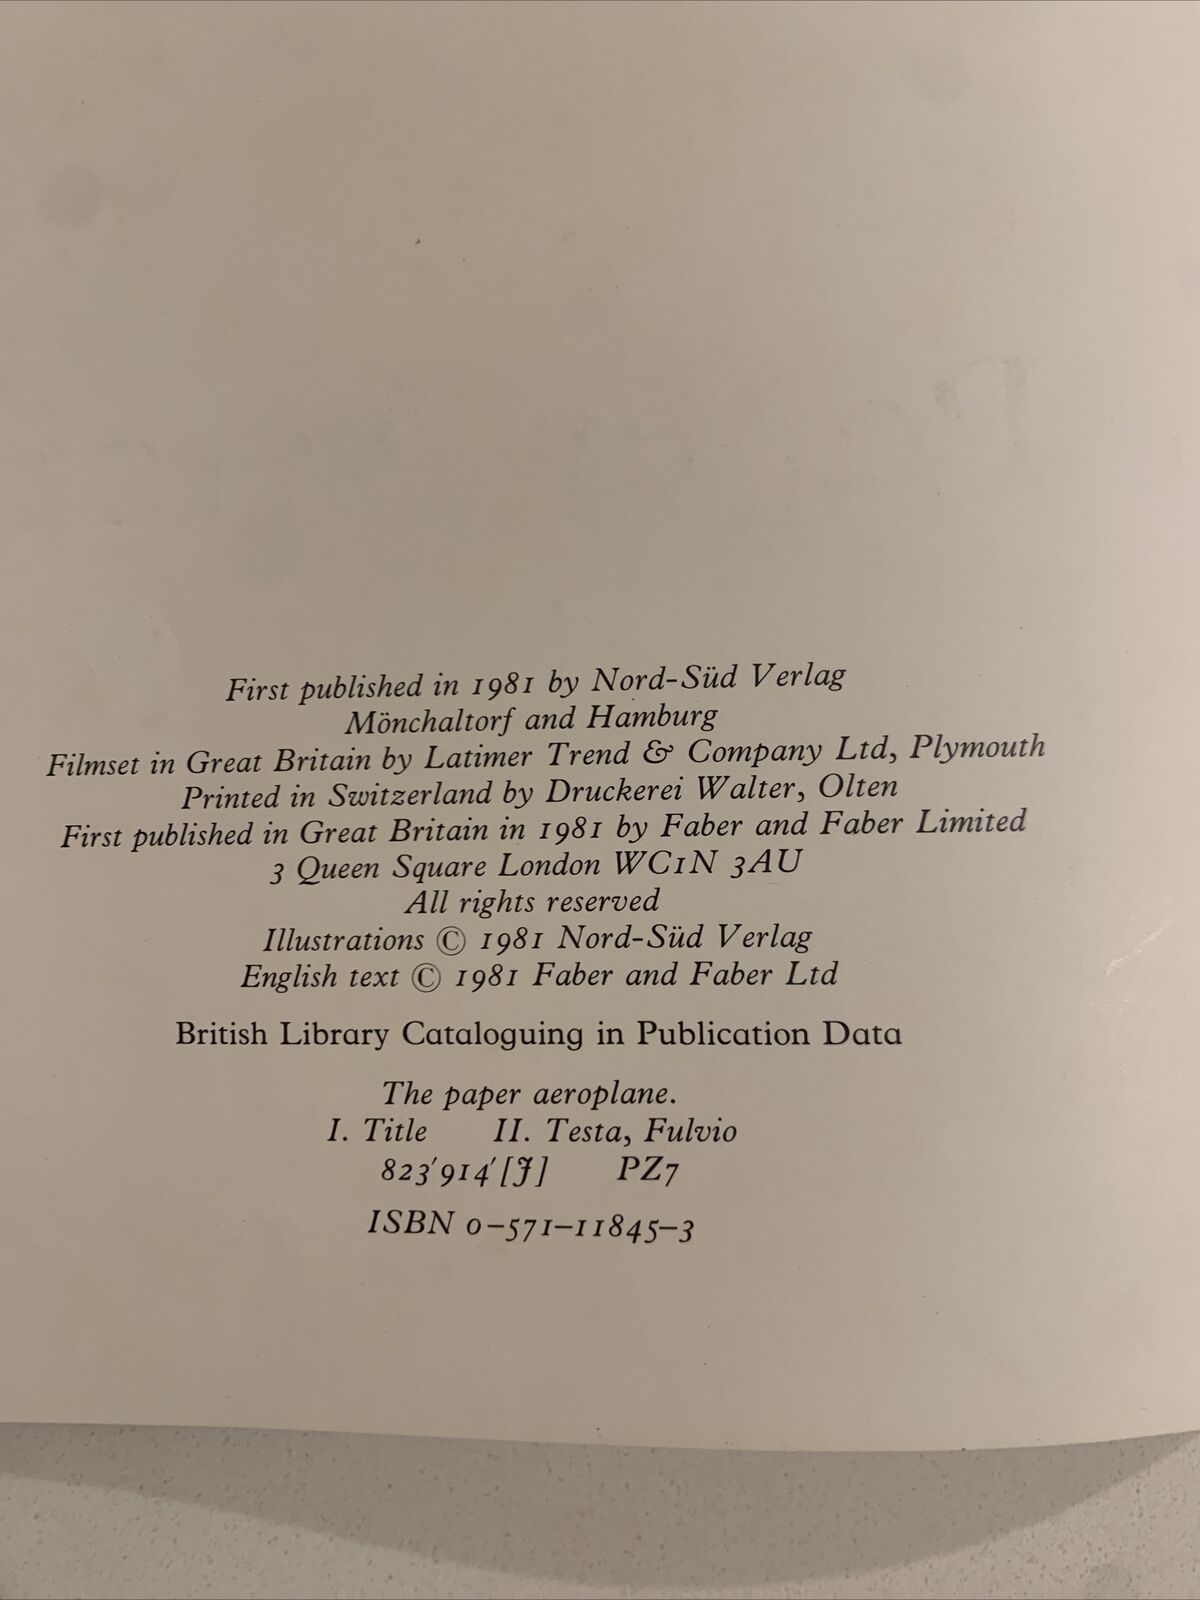 First published in 1981 by Nord-Süd Verlag
Mönchaltorf and Hamburg
Filmset in Great Britain by Latimer Trend & Company Ltd, Plymouth
Printed in Switzerland by Druckerei Walter, Olten
First published in Great Britain in 1981 by Faber and Faber Limited
3 Queen Square London WC1N 3AU
All rights reserved
Illustrations © 1981 Nord-Süd Verlag
English text © 1981 Faber and Faber Ltd
British Library Cataloguing in Publication Data
The paper aeroplane.
I. Title II. Testa, Fulvio
823′914′[J] PZ7
ISBN 0–571–11845–3